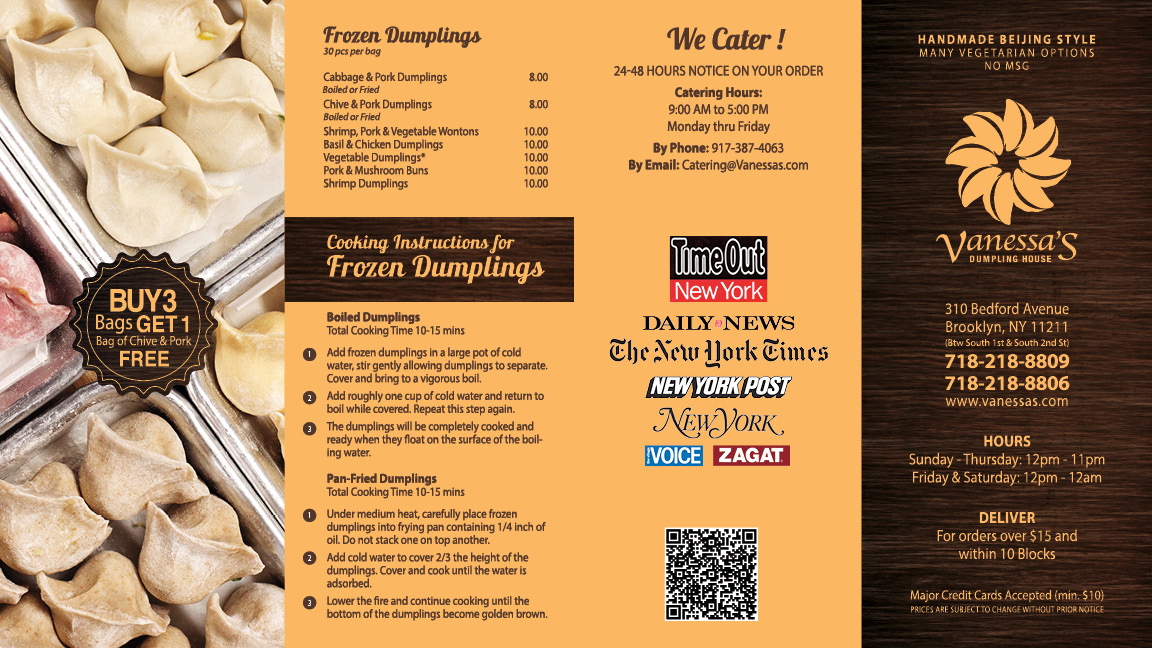 BUY3
Bags GET 1
Bag of Chive & Pork
FREE
Frozen Dumplings
30 pcs per bag
Cabbage & Pork Dumplings 8.00
Boiled or Fried
Chive & Pork Dumplings 8.00
Boiled or Fried
Shrimp, Pork & Vegetable Wontons 10.00
Basil & Chicken Dumplings 10.00
Vegetable Dumplings* 10.00
Pork & Mushroom Buns 10.00
Shrimp Dumplings 10.00
Cooking Instructions for
Frozen Dumplings
Boiled Dumplings
Total Cooking Time 10-15 mins
1 Add frozen dumplings in a large pot of cold
water, stir gently allowing dumplings to separate.
Cover and bring to a vigorous boil.
2 Add roughly one cup of cold water and return to
boil while covered. Repeat this step again.
3 The dumplings will be completely cooked and
ready when they float on the surface of the boil-
ing water.
Pan-Fried Dumplings
Total Cooking Time 10-15 mins
1 Under medium heat, carefully place frozen
dumplings into frying pan containing 1/4 inch of
oil. Do not stack one on top another.
2 Add cold water to cover 2/3 the height of the
dumplings. Cover and cook until the water is
adsorbed.
3 Lower the fire and continue cooking until the
bottom of the dumplings become golden brown.
We Cater !
24-48 HOURS NOTICE ON YOUR ORDER
Catering Hours:
9:00 AM to 5:00 PM
Monday thru Friday
By Phone: 917-387-4063
By Email: Catering@Vanessas.com
TimeOut
New York
DAILY NEWS
The New York Times
NEW YORK POST
NEW YORK
VOICE ZAGAT
HANDMADE BEIJING STYLE
MANY VEGETARIAN OPTIONS
NO MSG
Vanessa'S
DUMPLING HOUSE
310 Bedford Avenue
Brooklyn, NY 11211
(Btw South 1st & South 2nd St)
718-218-8809
718-218-8806
www.vanessas.com
HOURS
Sunday - Thursday: 12pm - 11pm
Friday & Saturday: 12pm - 12am
DELIVER
For orders over $15 and
within 10 Blocks
Major Credit Cards Accepted (min. $10)
PRICES ARE SUBJECT TO CHANGE WITHOUT PRIOR NOTICE